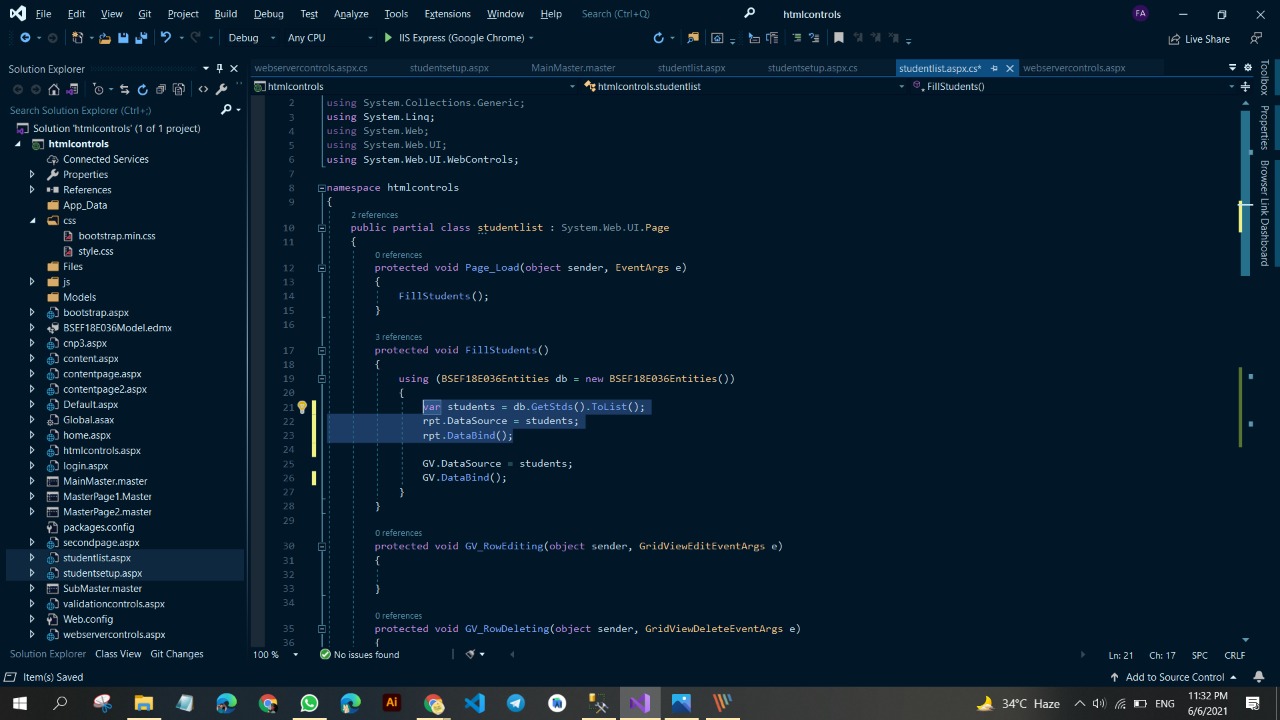 File Edit View Git Project Build Debug Test Analyze Tools Extensions Window Help Search (Ctrl+Q) htmlcontrols FA
Debug Any CPU IIS Express (Google Chrome) Live Share
Solution Explorer
webservercontrols.aspx.cs studentsetup.aspx MainMaster.master studentlist.aspx studentsetup.aspx.cs studentlist.aspx.cs* webservercontrols.aspx
htmlcontrols htmlcontrols.studentlist FillStudents()
Search Solution Explorer (Ctrl+;)
Solution 'htmlcontrols' (1 of 1 project)
htmlcontrols
Connected Services
Properties
References
App_Data
css
bootstrap.min.css
style.css
Files
js
Models
bootstrap.aspx
BSEF18E036Model.edmx
cnp3.aspx
content.aspx
contentpage.aspx
contentpage2.aspx
Default.aspx
Global.asax
home.aspx
htmlcontrols.aspx
login.aspx
MainMaster.master
MasterPage1.Master
MasterPage2.master
packages.config
secondpage.aspx
studentlist.aspx
studentsetup.aspx
SubMaster.master
validationcontrols.aspx
Web.config
webservercontrols.aspx
Solution Explorer Class View Git Changes
2 using System.Collections.Generic;
3 using System.Linq;
4 using System.Web;
5 using System.Web.UI;
6 using System.Web.UI.WebControls;
7
8 namespace htmlcontrols
9 {
2 references
10 public partial class studentlist : System.Web.UI.Page
11 {
0 references
12 protected void Page_Load(object sender, EventArgs e)
13 {
14 FillStudents();
15 }
16
3 references
17 protected void FillStudents()
18 {
19 using (BSEF18E036Entities db = new BSEF18E036Entities())
20 {
21 var students = db.GetStds().ToList();
22 rpt.DataSource = students;
23 rpt.DataBind();
24
25 GV.DataSource = students;
26 GV.DataBind();
27 }
28 }
29
0 references
30 protected void GV_RowEditing(object sender, GridViewEditEventArgs e)
31 {
32
33 }
34
0 references
35 protected void GV_RowDeleting(object sender, GridViewDeleteEventArgs e)
36 {
Toolbox
Properties
Browser Link Dashboard
100 % No issues found Ln: 21 Ch: 17 SPC CRLF
Item(s) Saved Add to Source Control
Ai 34°C Haze ENG 11:32 PM
6/6/2021